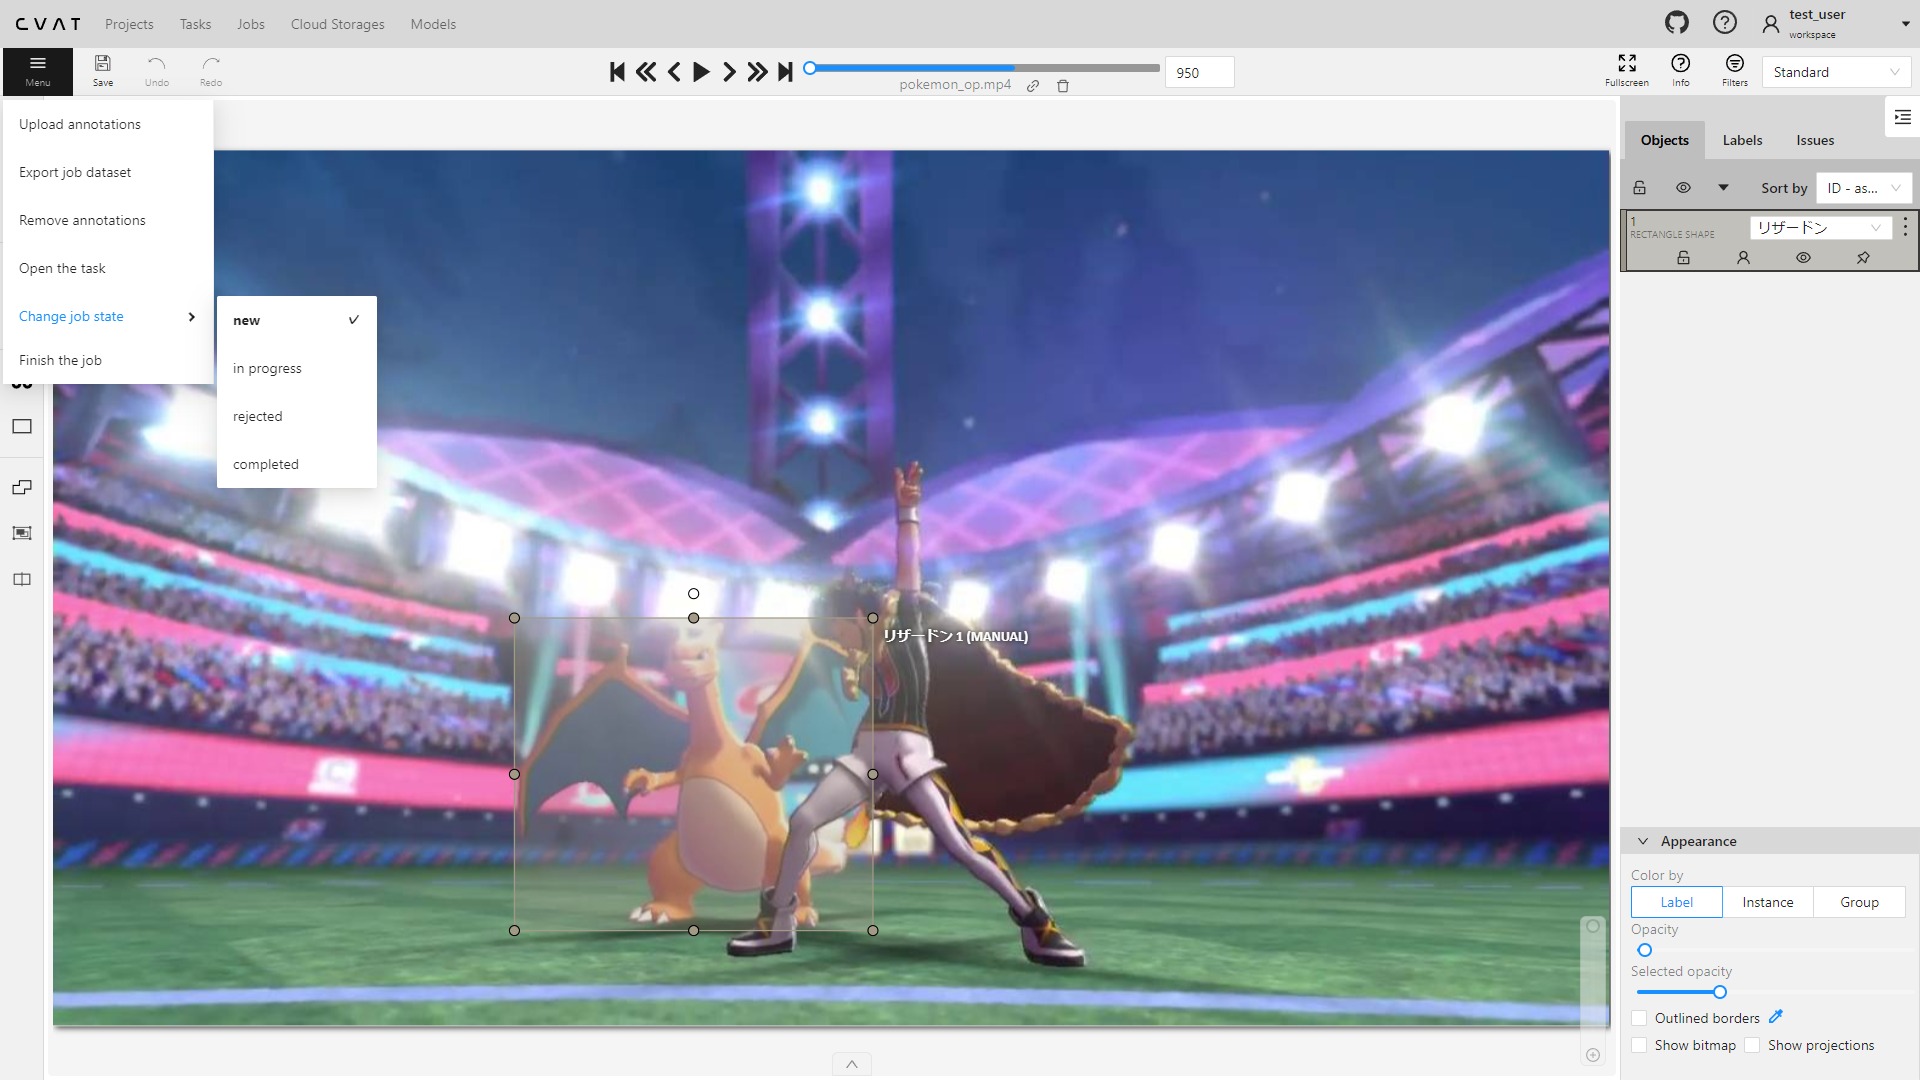 CVAT
Projects
Tasks
Jobs
Cloud Storages
Models
test_user
workspace
Menu
Save
Undo
Redo
pokemon_op.mp4
950
Fullscreen
Info
Filters
Standard
Upload annotations
Export job dataset
Remove annotations
Open the task
Change job state
Finish the job
new
in progress
rejected
completed
リザードン 1 (MANUAL)
Objects
Labels
Issues
Sort by
ID - as...
1
RECTANGLE SHAPE
リザードン
Appearance
Color by
Label
Instance
Group
Opacity
Selected opacity
Outlined borders
Show bitmap
Show projections